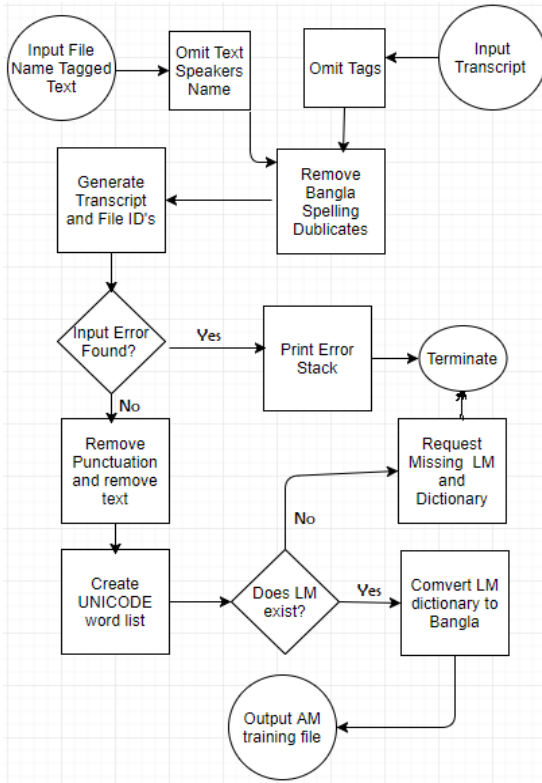 Input File
Name Tagged
Text
Omit Text
Speakers
Name
Omit Tags
Input
Transcript
Generate
Transcript
and File ID's
Remove
Bangla
Spelling
Dublicates
Input Error
Found?
Yes
Print Error
Stack
Terminate
No
Remove
Punctuation
and remove
text
Request
Missing LM
and
Dictionary
No
Create
UNICODE
word list
Does LM
exist?
Yes
Comvert LM
dictionary to
Bangla
Output AM
training file